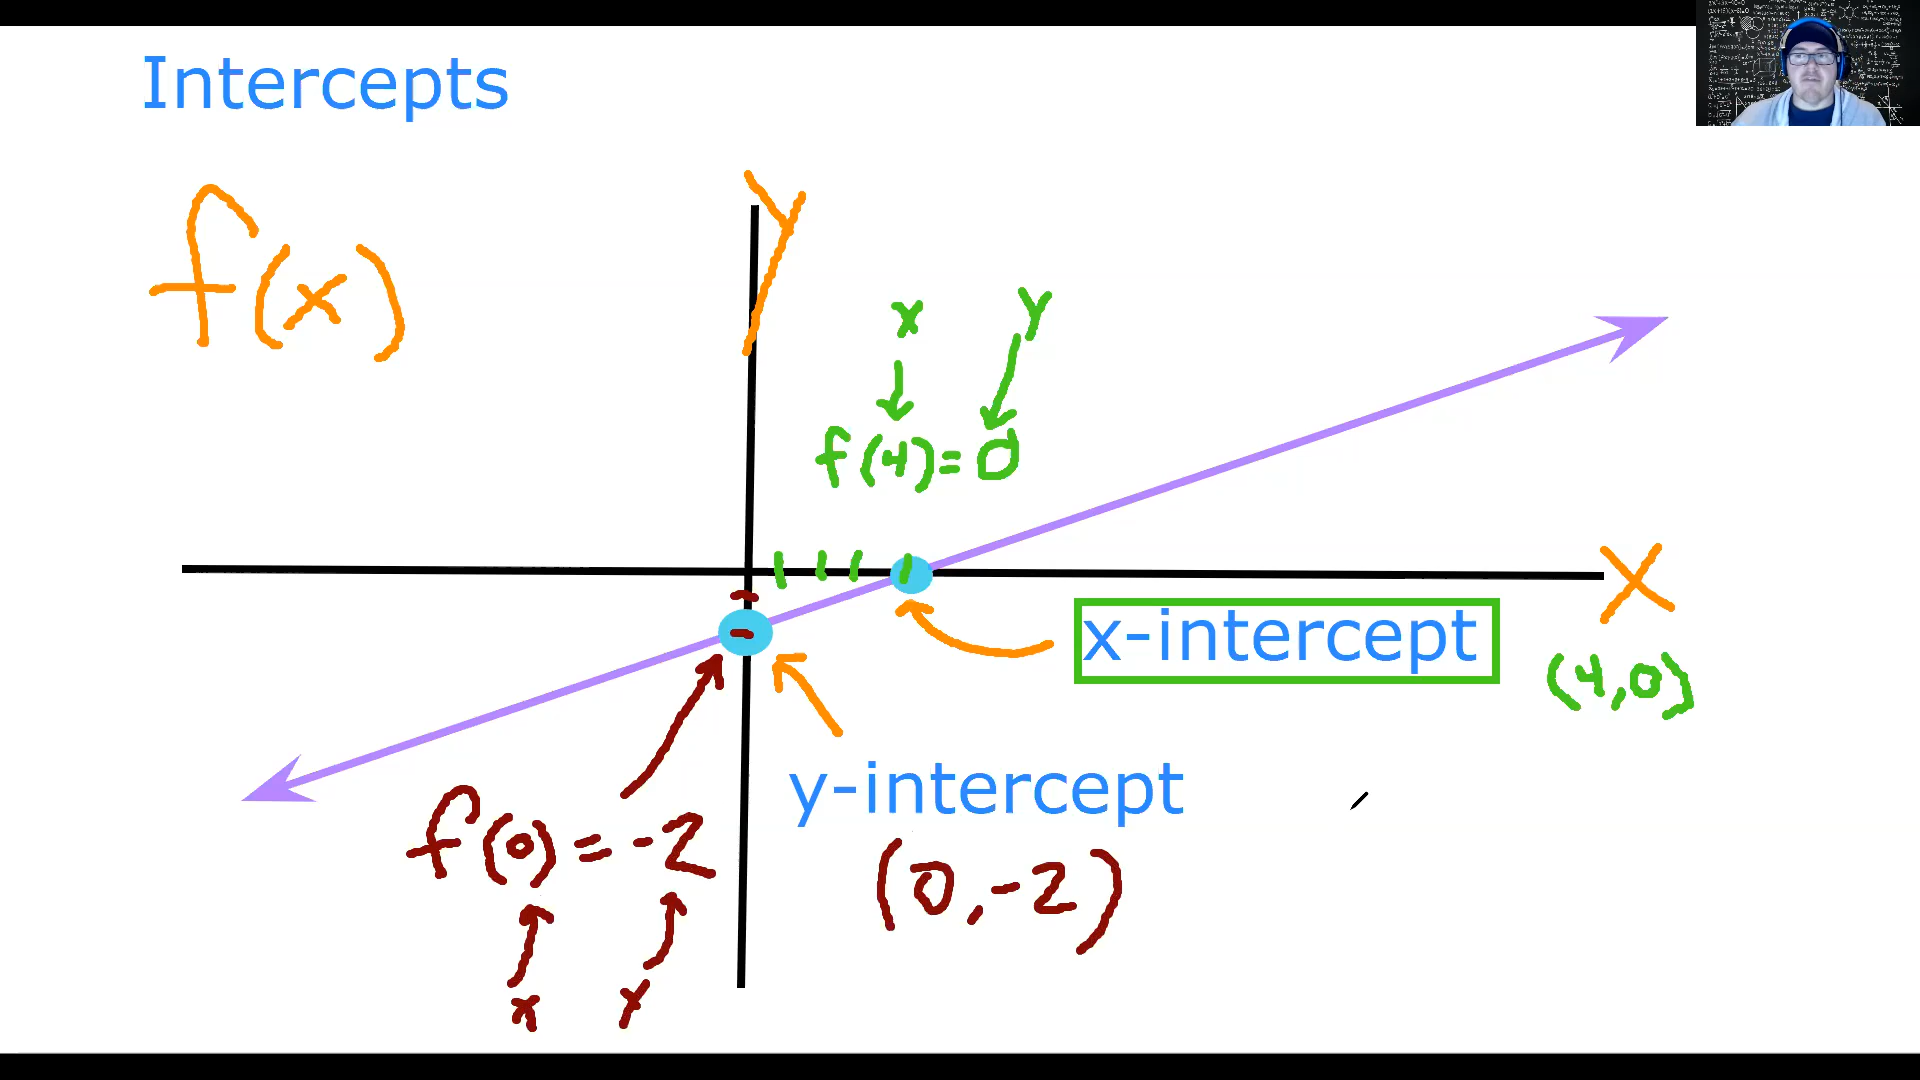 Intercepts
f(x)
y
x y
f(4)=0
x
x-intercept
(4,0)
y-intercept
f(0)=-2
(0,-2)
x y